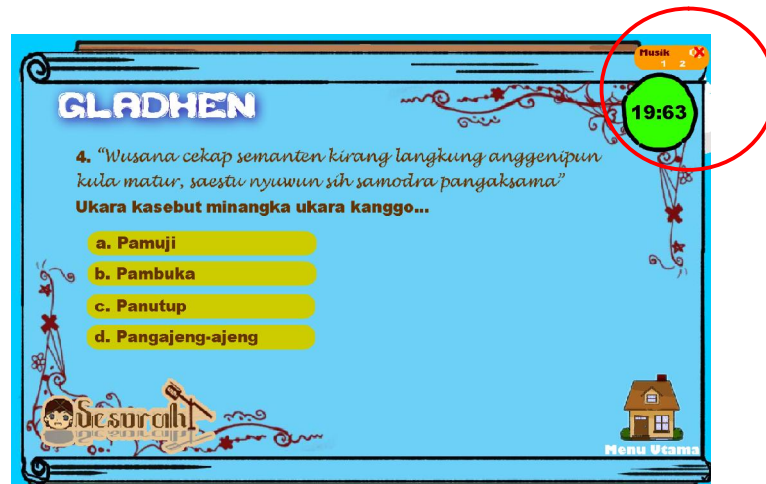 Musik
1 2
GLADHEN
19:63
4. “Wusana cekap semanten kirang langkung anggenipun
kula matur, saestu nyuwun sih samodra pangaksama”
Ukara kasebut minangka ukara kanggo...
a. Pamuji
b. Pambuka
c. Panutup
d. Pangajeng-ajeng
Sesorah
Menu Utama